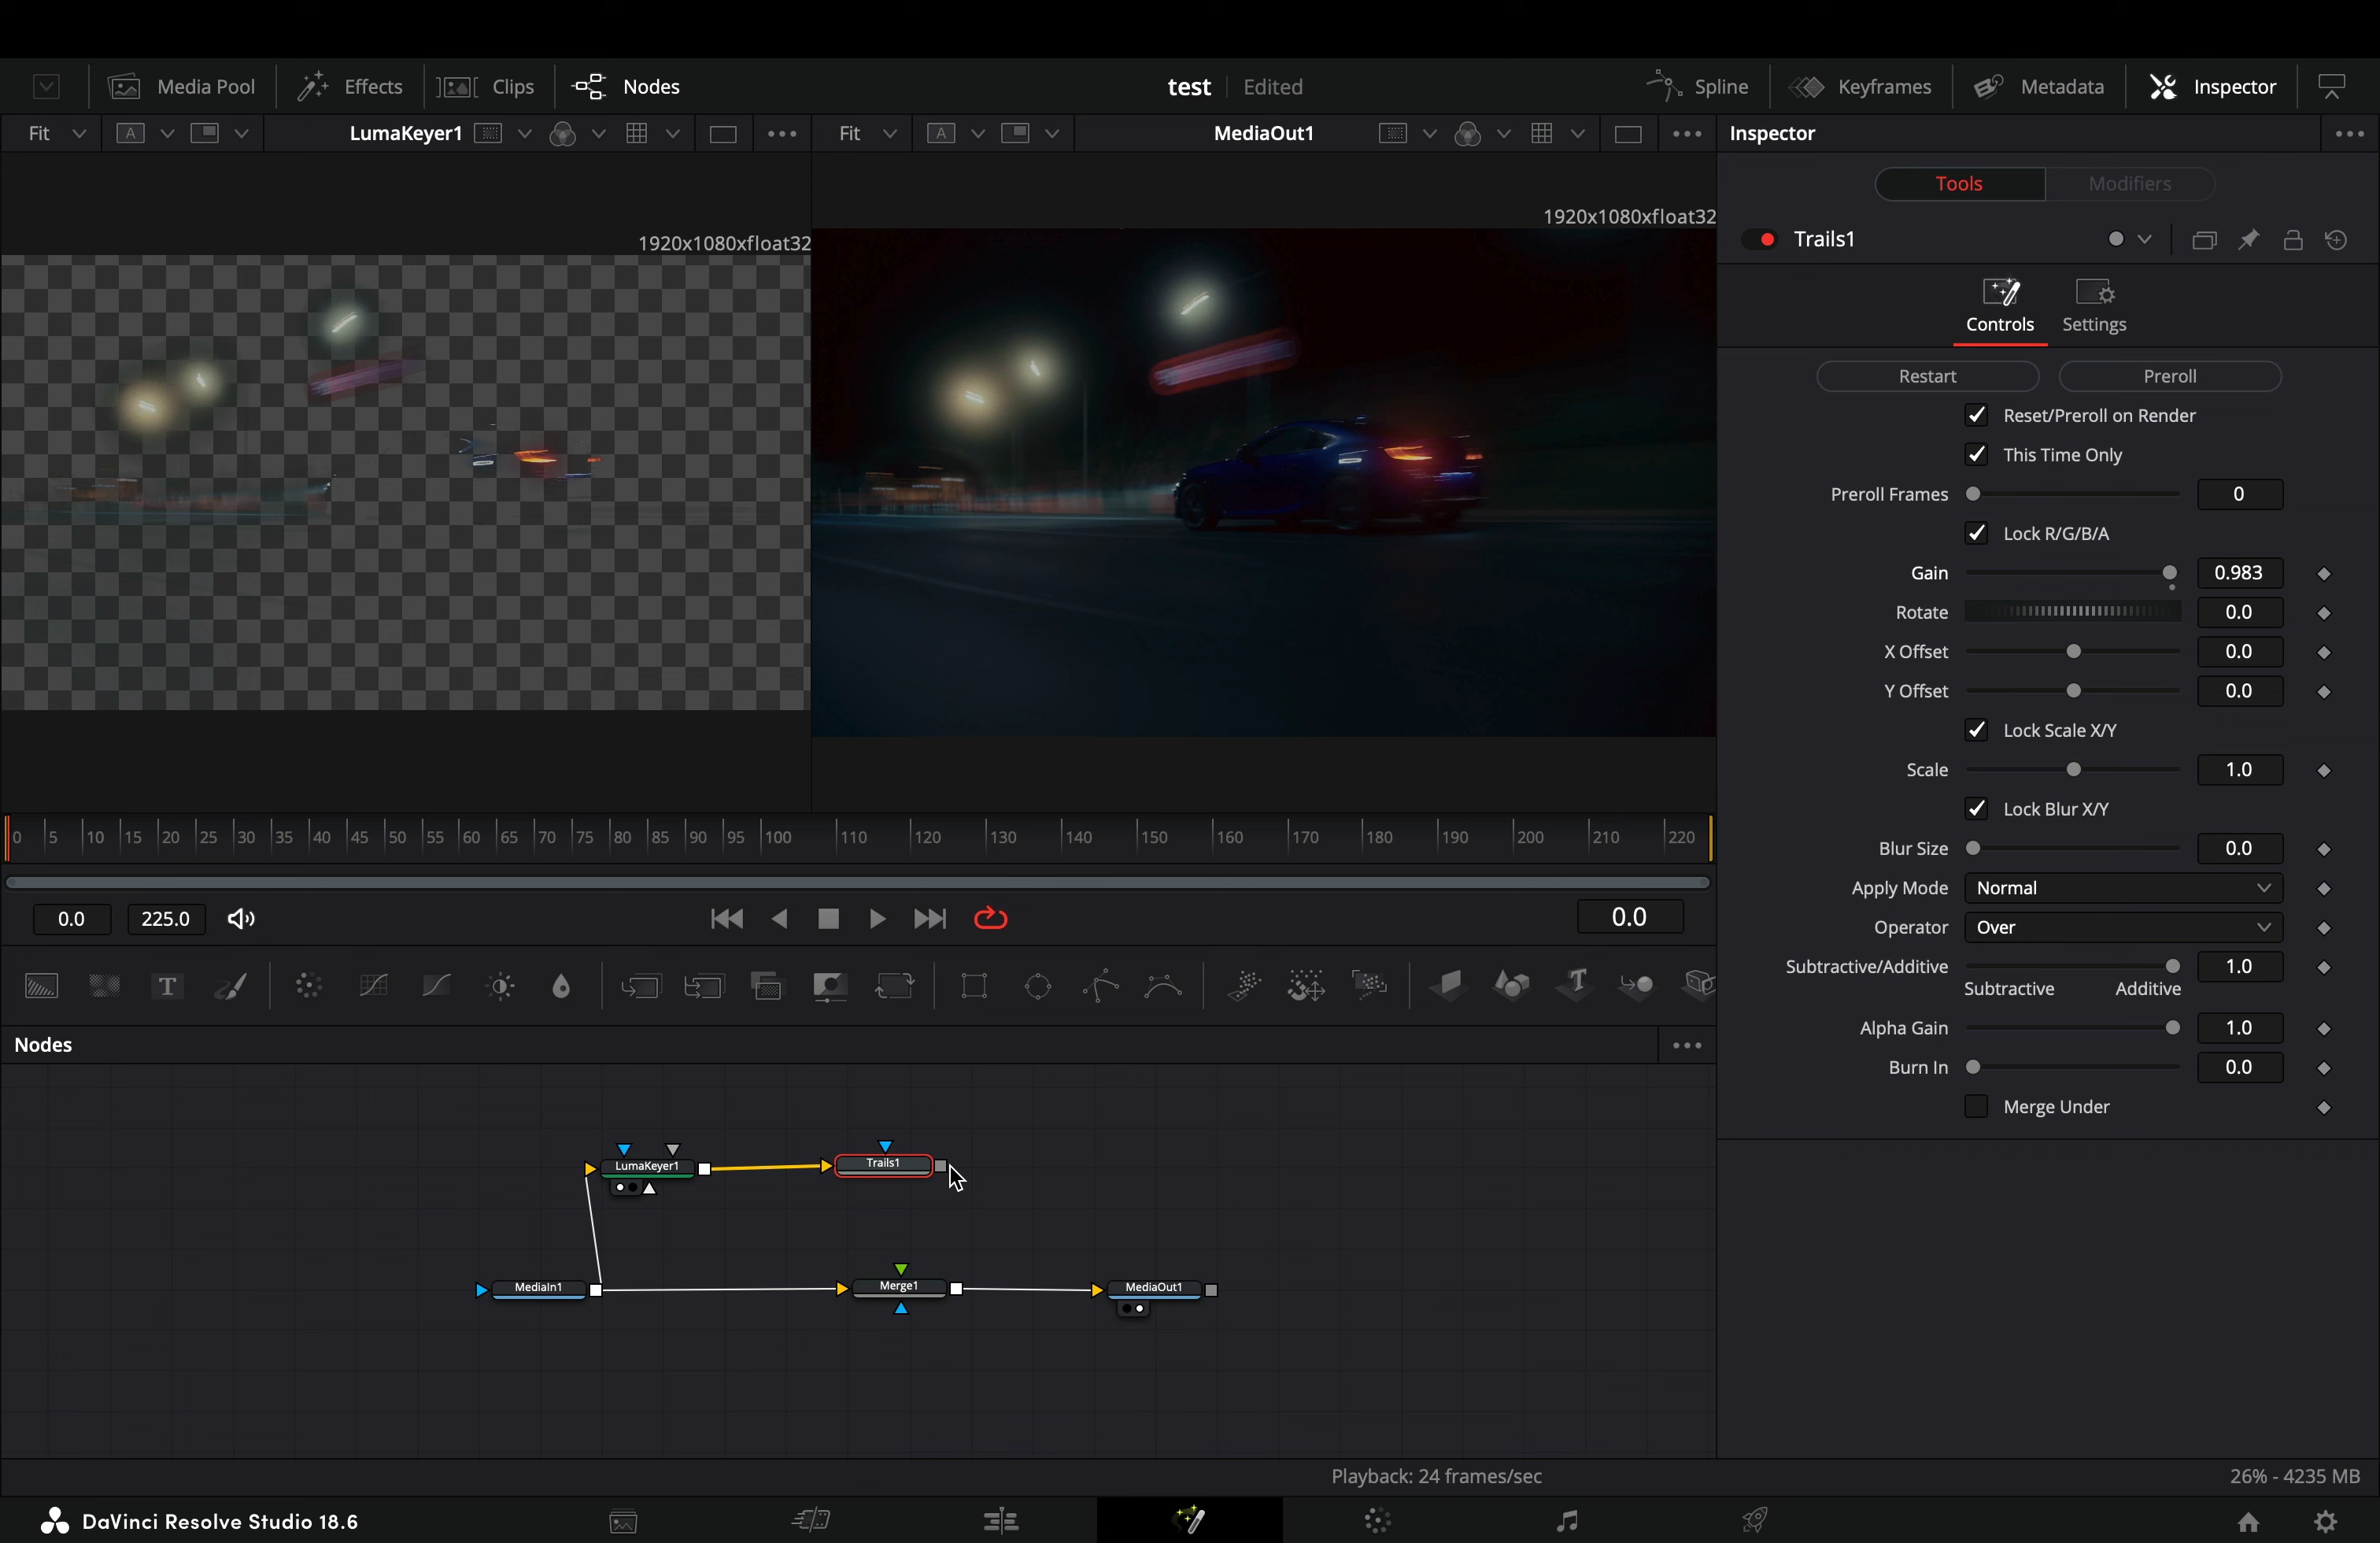 Media Pool Effects Clips Nodes test Edited Spline Keyframes Metadata Inspector
Fit A LumaKeyer1 Fit A MediaOut1 Inspector
Tools Modifiers
1920x1080xfloat32
1920x1080xfloat32
Trails1
Controls Settings
Restart Preroll
Reset/Preroll on Render
This Time Only
Preroll Frames 0
Lock R/G/B/A
Gain 0.983
Rotate 0.0
X Offset 0.0
Y Offset 0.0
Lock Scale X/Y
Scale 1.0
Lock Blur X/Y
Blur Size 0.0
Apply Mode Normal
Operator Over
Subtractive/Additive 1.0
Subtractive Additive
Alpha Gain 1.0
Burn In 0.0
Merge Under
0 5 10 15 20 25 30 35 40 45 50 55 60 65 70 75 80 85 90 95 100 110 120 130 140 150 160 170 180 190 200 210 220
0.0 225.0 0.0
T T
Nodes
LumaKeyer1 Trails1
MediaIn1 Merge1 MediaOut1
Playback: 24 frames/sec 26% - 4235 MB
DaVinci Resolve Studio 18.6